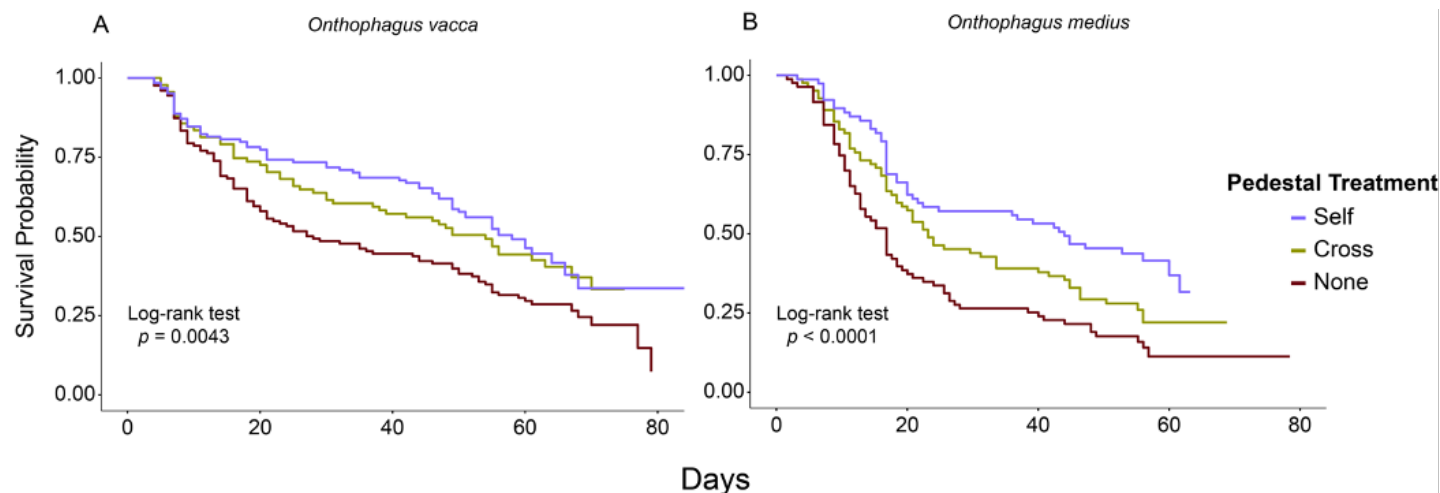 A
Onthophagus vacca
B
Onthophagus medius
Survival Probability
1.00
0.75
0.50
0.25
0.00
Log-rank test
p = 0.0043
0 20 40 60 80
1.00
0.75
0.50
0.25
0.00
Log-rank test
p < 0.0001
0 20 40 60 80
Pedestal Treatment
Self
Cross
None
Days